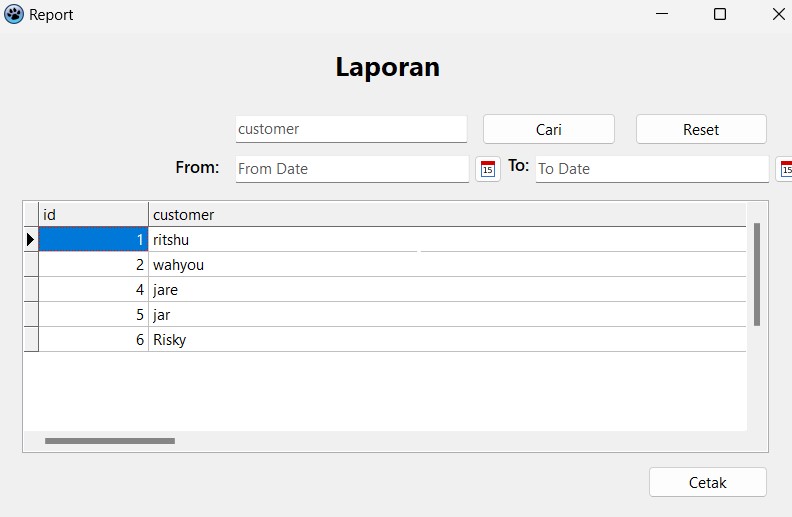 Report
Laporan
customer Cari Reset
From: From Date 15 To: To Date 15
id customer
1 ritshu
2 wahyou
4 jare
5 jar
6 Risky
Cetak